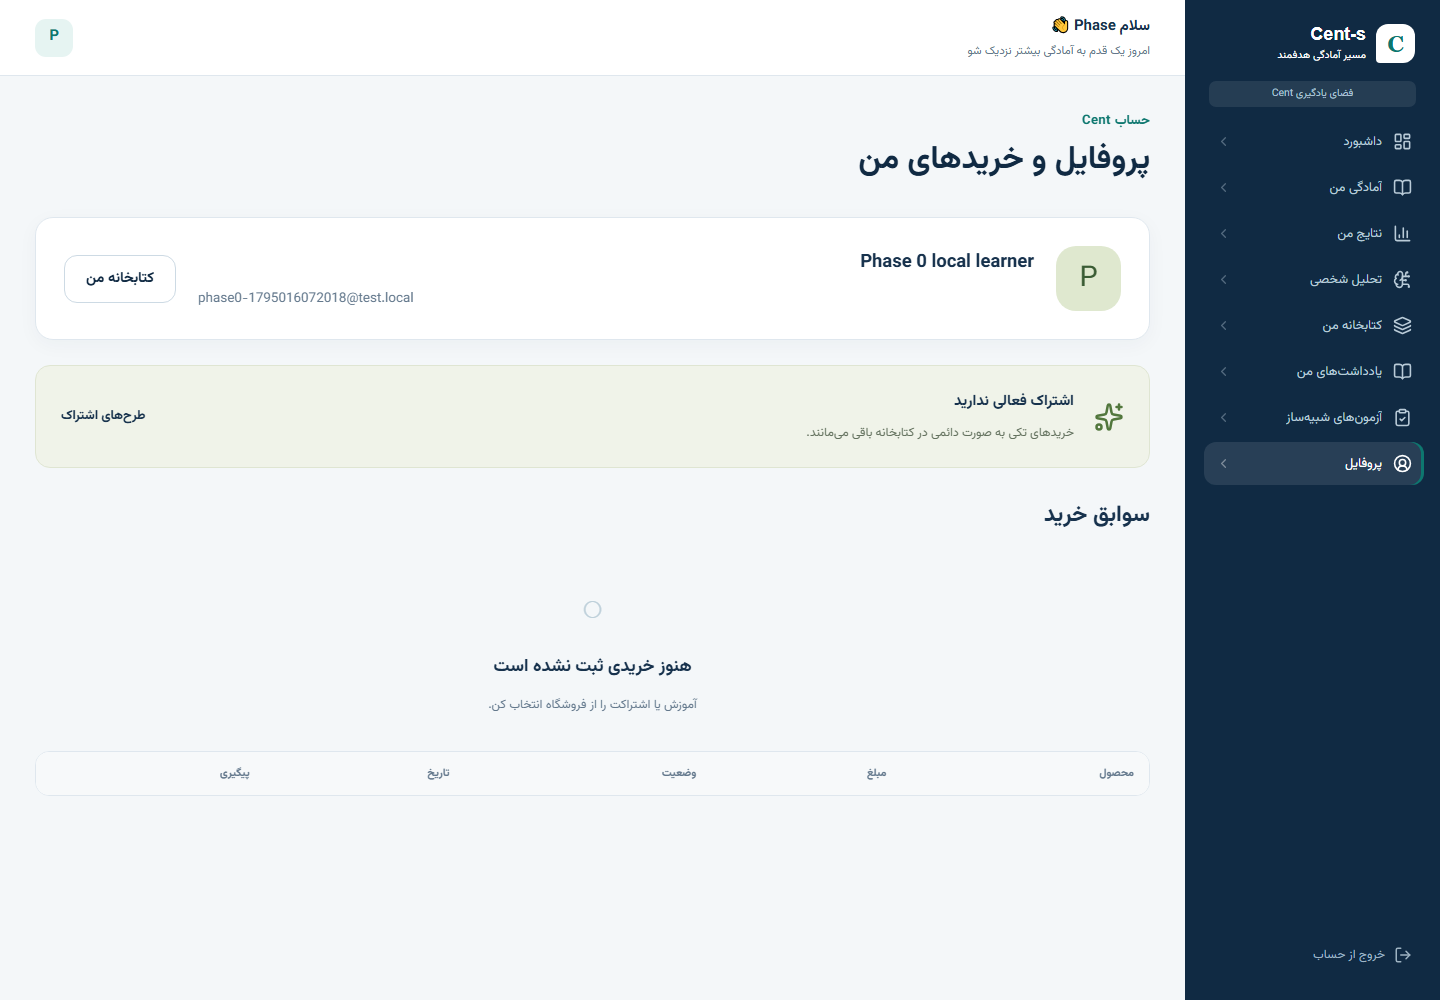 Cent-s
مسیر آمادگی هدفمند
C
فضای یادگیری Cent
داشبورد
آمادگی من
نتایج من
تحلیل شخصی
کتابخانه من
یادداشت‌های من
آزمون‌های شبیه‌ساز
پروفایل
خروج از حساب
سلام Phase 👋
امروز یک قدم به آمادگی بیشتر نزدیک شو
P
حساب Cent
پروفایل و خریدهای من
P
Phase 0 local learner
phase0-1795016072018@test.local
کتابخانه من
اشتراک فعالی ندارید
خریدهای تکی به صورت دائمی در کتابخانه باقی می‌مانند.
طرح‌های اشتراک
سوابق خرید
هنوز خریدی ثبت نشده است
آموزش یا اشتراکت را از فروشگاه انتخاب کن.
محصول مبلغ وضعیت تاریخ پیگیری